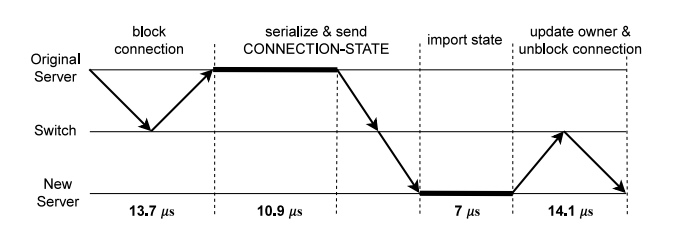 block
connection
serialize & send
CONNECTION-STATE
import state
update owner &
unblock connection
Original
Server
Switch
New
Server
13.7 μs
10.9 μs
7 μs
14.1 μs